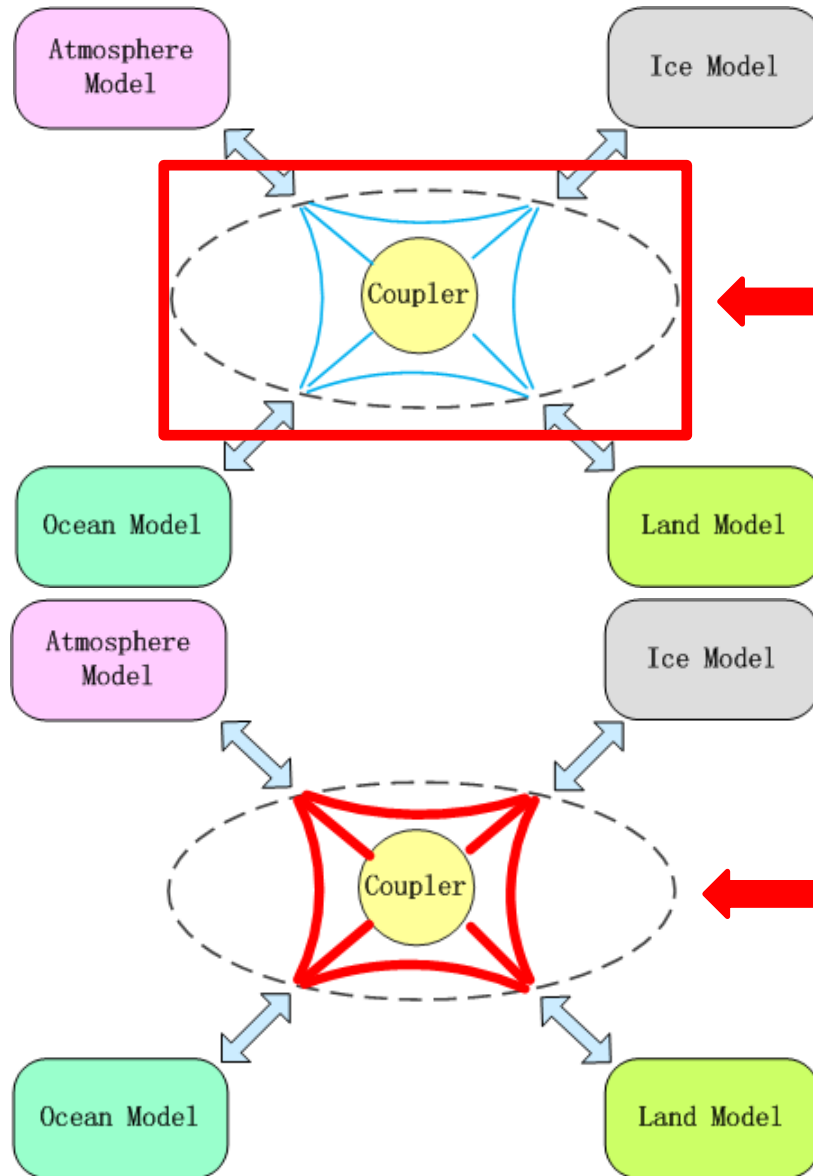 Atmosphere
Model
Ice Model
Coupler
Ocean Model
Land Model
Atmosphere
Model
Ice Model
Coupler
Ocean Model
Land Model